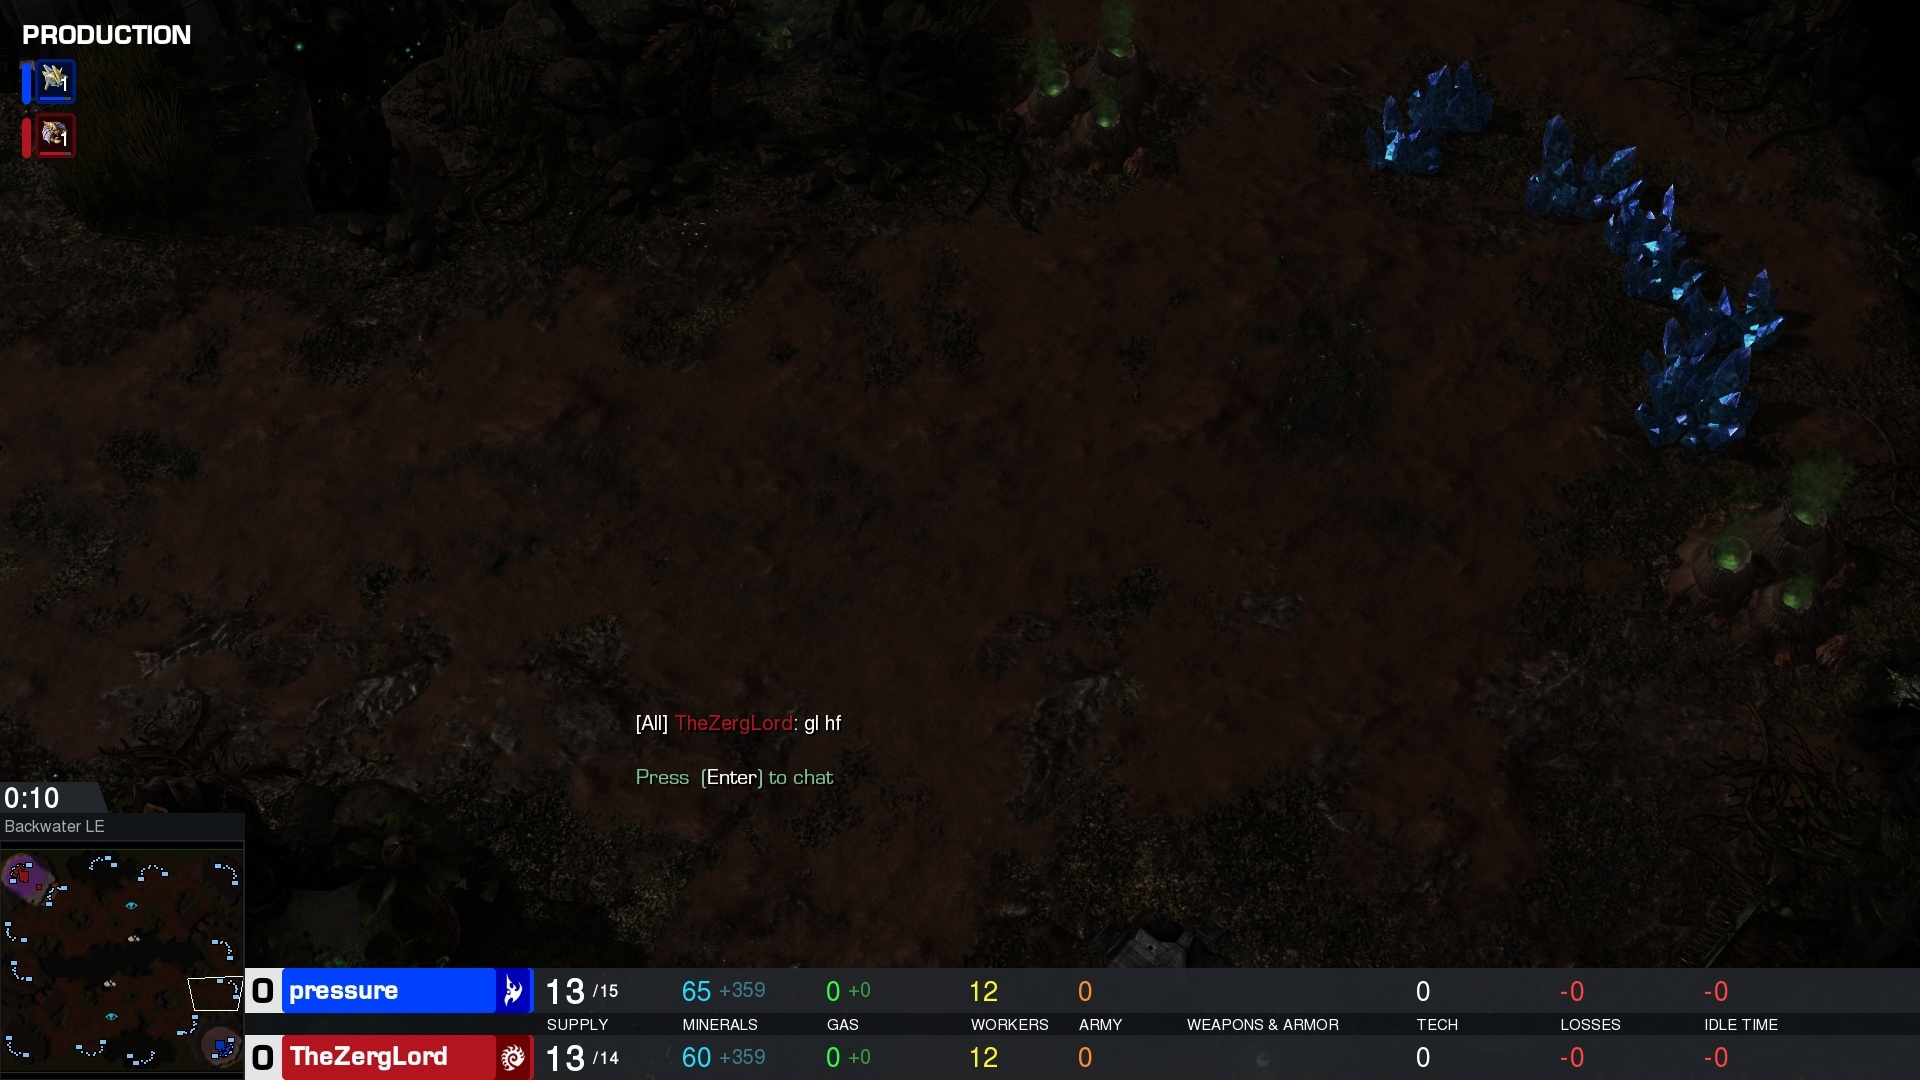 PRODUCTION
1
1
[All] TheZergLord: gl hf
Press (Enter) to chat
0:10
Backwater LE
0 pressure 13 /15 65 +359 0 +0 12 0 0 -0 -0
SUPPLY MINERALS GAS WORKERS ARMY WEAPONS & ARMOR TECH LOSSES IDLE TIME
0 TheZergLord 13 /14 60 +359 0 +0 12 0 0 -0 -0